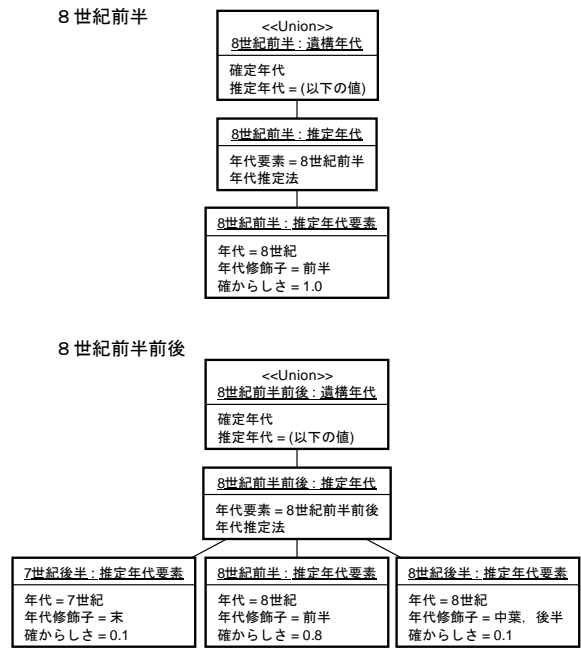 8世紀前半
<<Union>>
8世紀前半 : 遺構年代
確定年代
推定年代 = (以下の値)
8世紀前半 : 推定年代
年代要素 = 8世紀前半
年代推定法
8世紀前半 : 推定年代要素
年代 = 8世紀
年代修飾子 = 前半
確からしさ = 1.0
8世紀前半前後
<<Union>>
8世紀前半前後 : 遺構年代
確定年代
推定年代 = (以下の値)
8世紀前半前後 : 推定年代
年代要素 = 8世紀前半前後
年代推定法
7世紀後半 : 推定年代要素
年代 = 7世紀
年代修飾子 = 末
確からしさ = 0.1
8世紀前半 : 推定年代要素
年代 = 8世紀
年代修飾子 = 前半
確からしさ = 0.8
8世紀後半 : 推定年代要素
年代 = 8世紀
年代修飾子 = 中葉，後半
確からしさ = 0.1